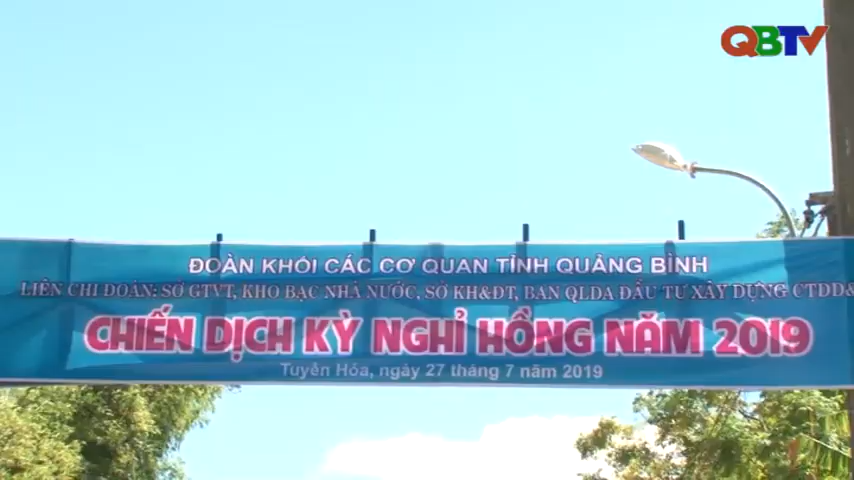 QBTV
ĐOÀN KHỐI CÁC CƠ QUAN TỈNH QUẢNG BÌNH
LIÊN CHI ĐOÀN: SỞ GTVT, KHO BẠC NHÀ NƯỚC, SỞ KH&ĐT, BAN QLDA ĐẦU TƯ XÂY DỰNG CTDD&
CHIẾN DỊCH KỲ NGHỈ HỒNG NĂM 2019
Tuyên Hóa, ngày 27 tháng 7 năm 2019